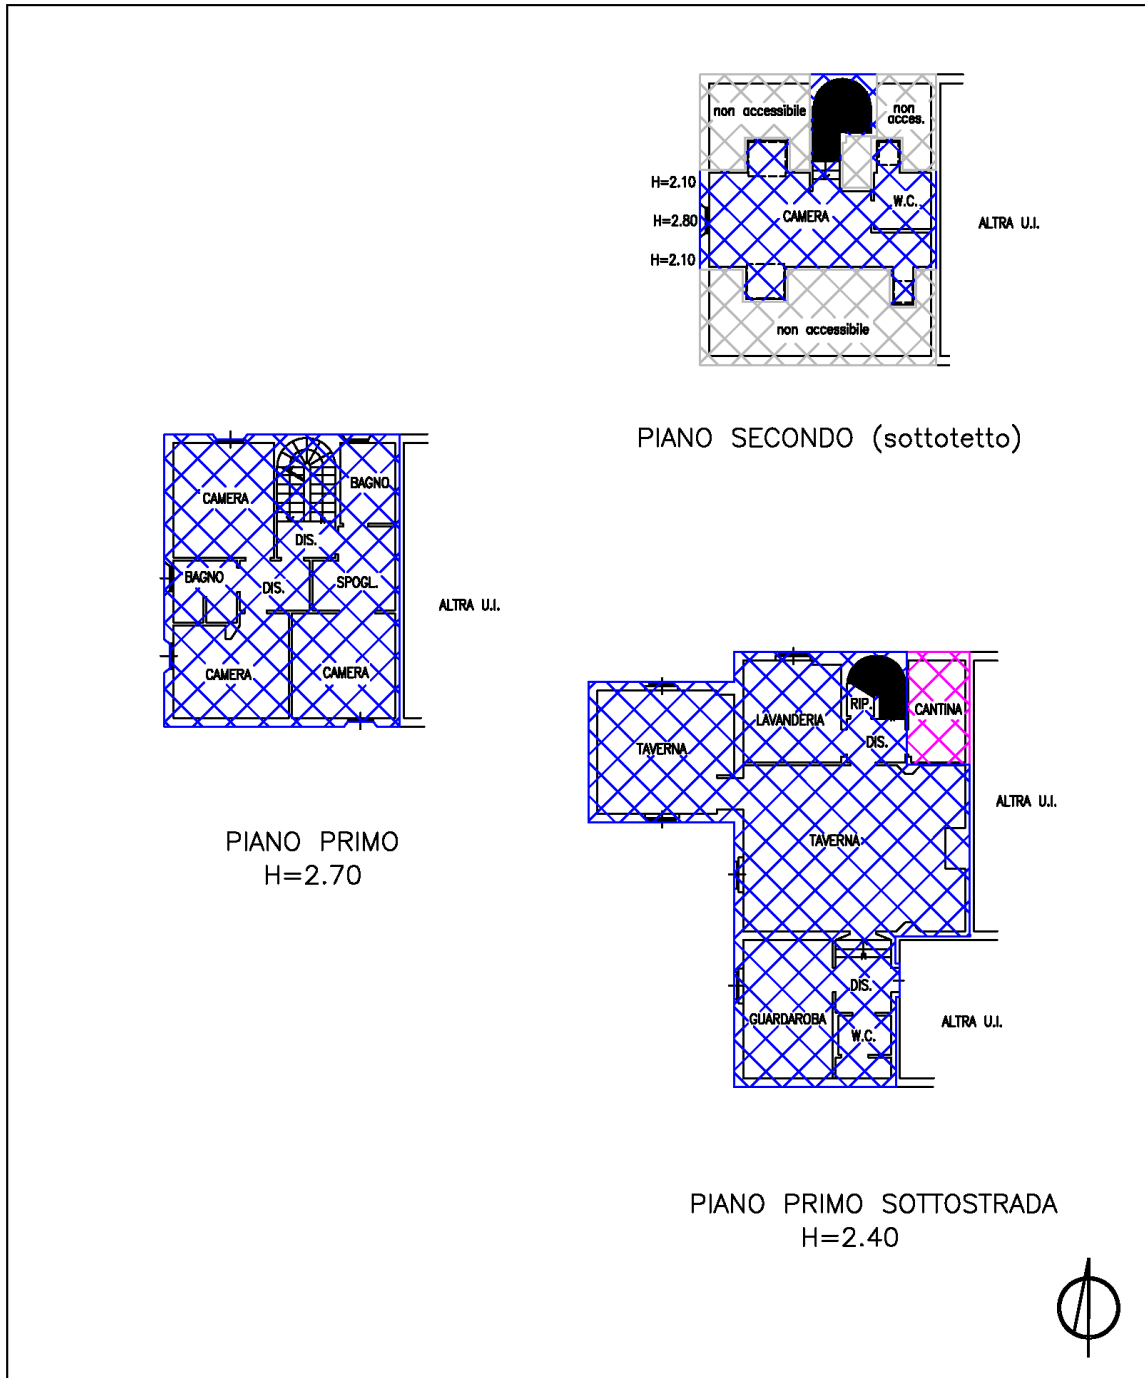 non accessibile
non
acces.
H=2.10
W.C.
H=2.80
CAMERA
ALTRA U.I.
H=2.10
non accessibile
PIANO SECONDO (sottotetto)
BAGNO
CAMERA
DIS.
BAGNO
DIS.
SPOGL.
ALTRA U.I.
CAMERA
CAMERA
PIANO PRIMO
H=2.70
RIP.
CANTINA
LAVANDERIA
DIS.
TAVERNA
ALTRA U.I.
TAVERNA
DIS.
GUARDAROBA
ALTRA U.I.
W.C.
PIANO PRIMO SOTTOSTRADA
H=2.40